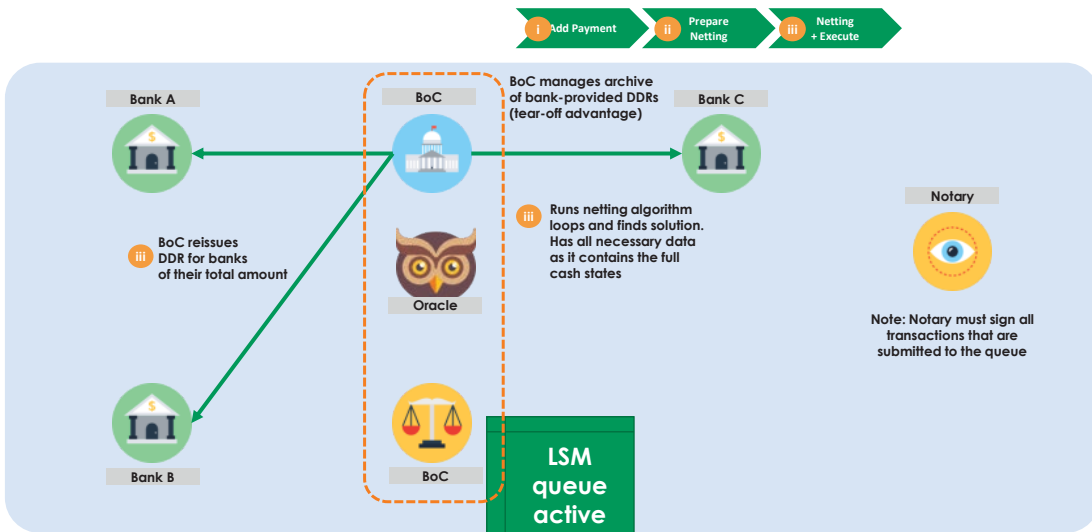 i Add Payment
ii Prepare
Netting
iii Netting
+ Execute
Bank A
BoC
BoC manages archive
of bank-provided DDRs
(tear-off advantage)
Bank C
Notary
iii BoC reissues
DDR for banks
of their total amount
iii Runs netting algorithm
loops and finds solution.
Has all necessary data
as it contains the full
cash states
Oracle
Note: Notary must sign all
transactions that are
submitted to the queue
Bank B
BoC
LSM
queue
active